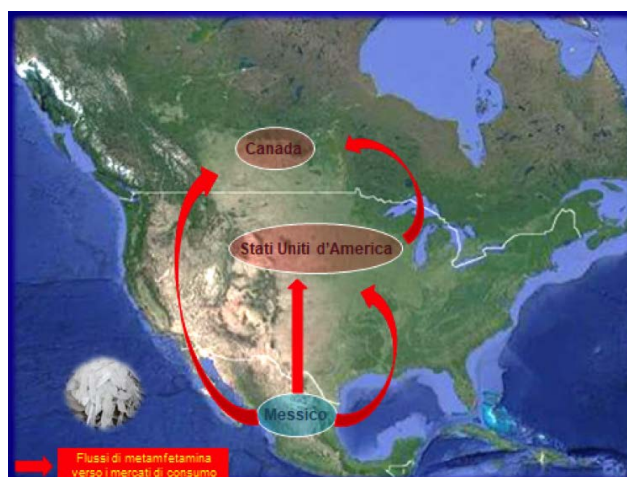 Canada
Stati Uniti d'America
Messico
Flussi di metamfetamina
verso i mercati di consumo